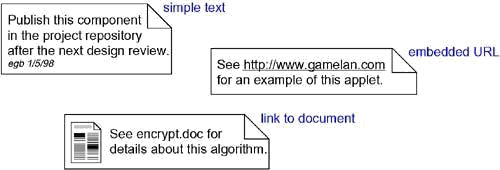 simple text
Publish this component
in the project repository
after the next design review.
egb 1/5/98
embedded URL
See http://www.gamelan.com
for an example of this applet.
link to document
See encrypt.doc for
details about this algorithm.